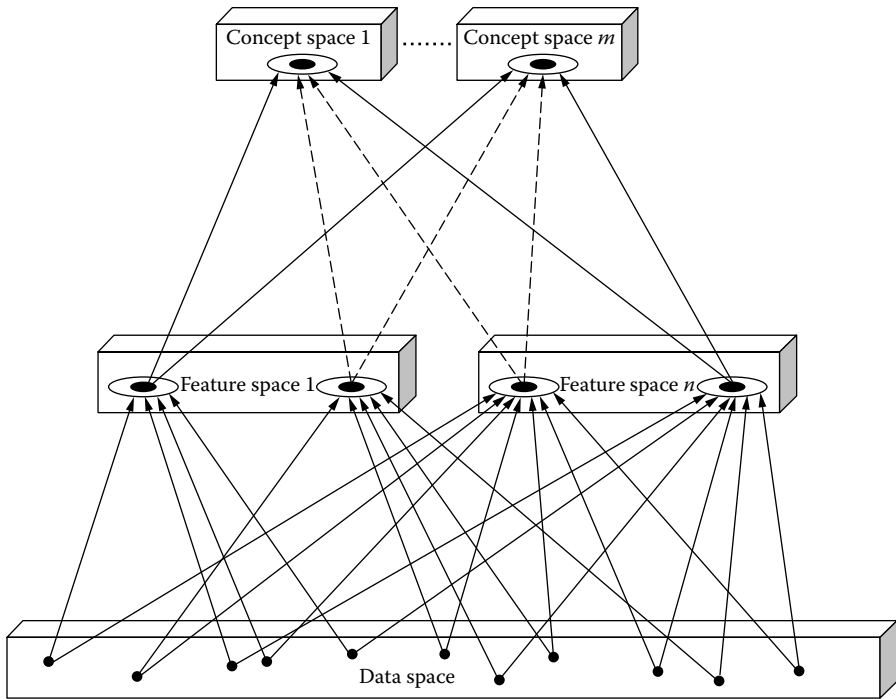 Concept space 1 ....... Concept space m
Feature space 1 Feature space n
Data space